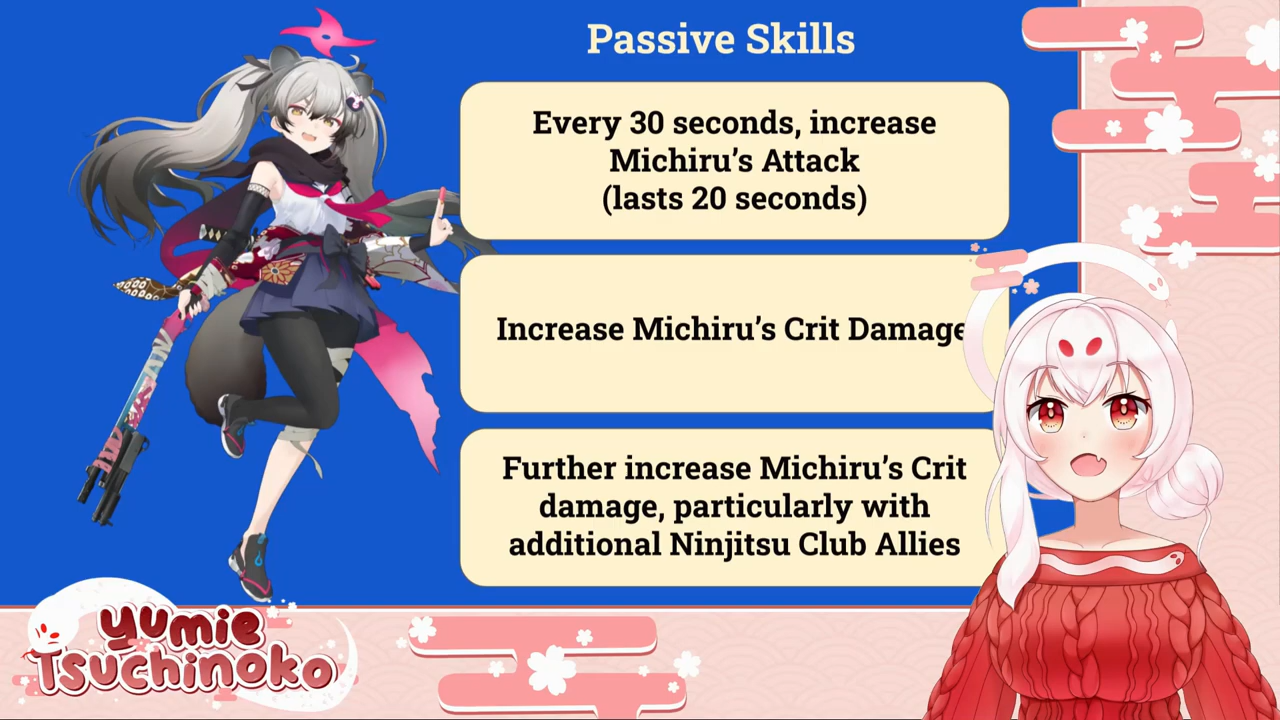 Passive Skills
Every 30 seconds, increase
Michiru's Attack
(lasts 20 seconds)
Increase Michiru's Crit Damage
Further increase Michiru's Crit
damage, particularly with
additional Ninjitsu Club Allies
yumie
Tsuchinoko